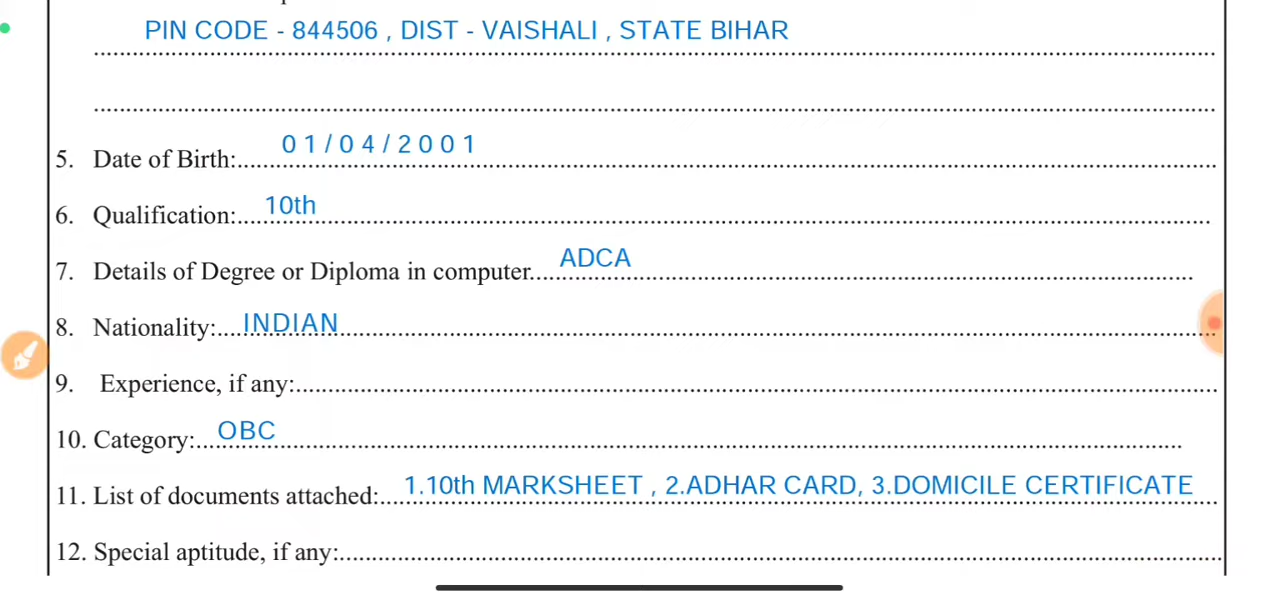 PIN CODE - 844506 , DIST - VAISHALI , STATE BIHAR
5. Date of Birth: 01/04/2001
6. Qualification: 10th
7. Details of Degree or Diploma in computer ADCA
8. Nationality: INDIAN
9. Experience, if any:
10. Category: OBC
11. List of documents attached: 1.10th MARKSHEET , 2.ADHAR CARD, 3.DOMICILE CERTIFICATE
12. Special aptitude, if any: